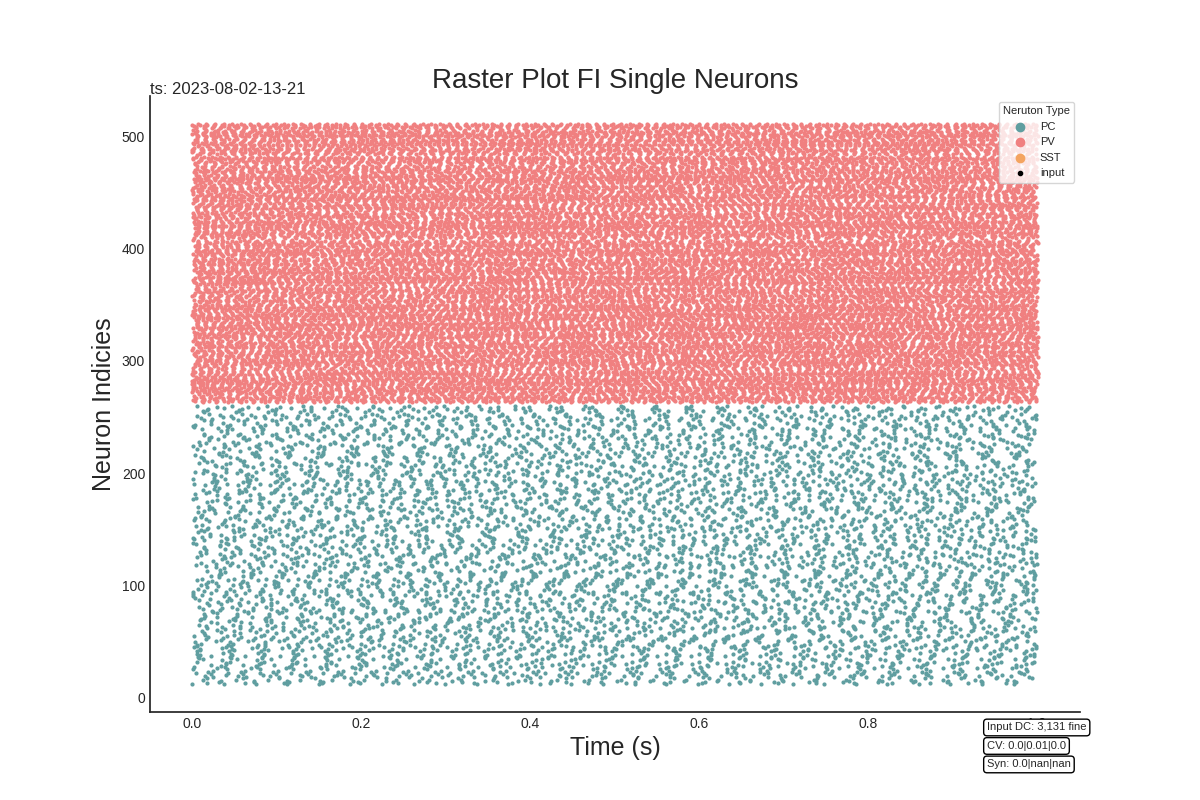 Raster Plot FI Single Neurons
ts: 2023-08-02-13-21
Neruton Type
PC
PV
SST
input
500
400
300
200
100
0
Neuron Indicies
0.0 0.2 0.4 0.6 0.8
Time (s)
Input DC: 3,131 fine
CV: 0.0|0.01|0.0
Syn: 0.0|nan|nan